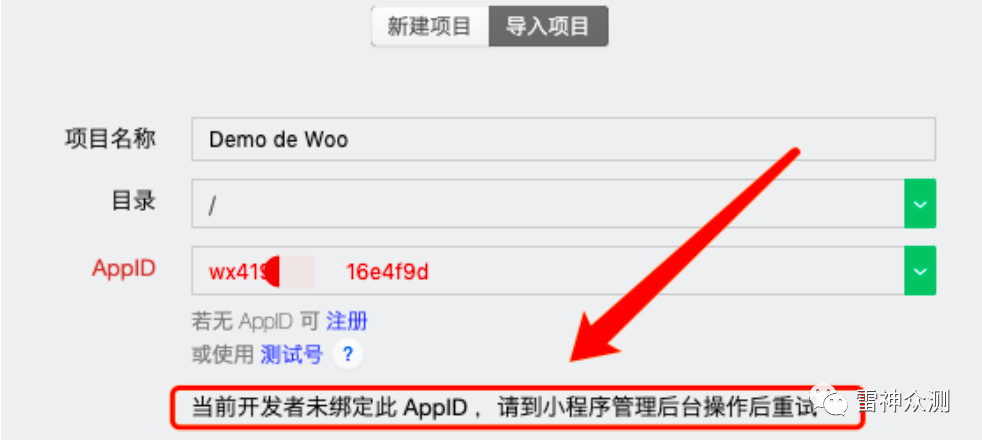 新建项目 导入项目
项目名称 Demo de Woo
目录 /
AppID wx419 16e4f9d
若无 AppID 可 注册
或使用 测试号 ?
当前开发者未绑定此 AppID ，请到小程序管理后台操作后重试
雷神众测